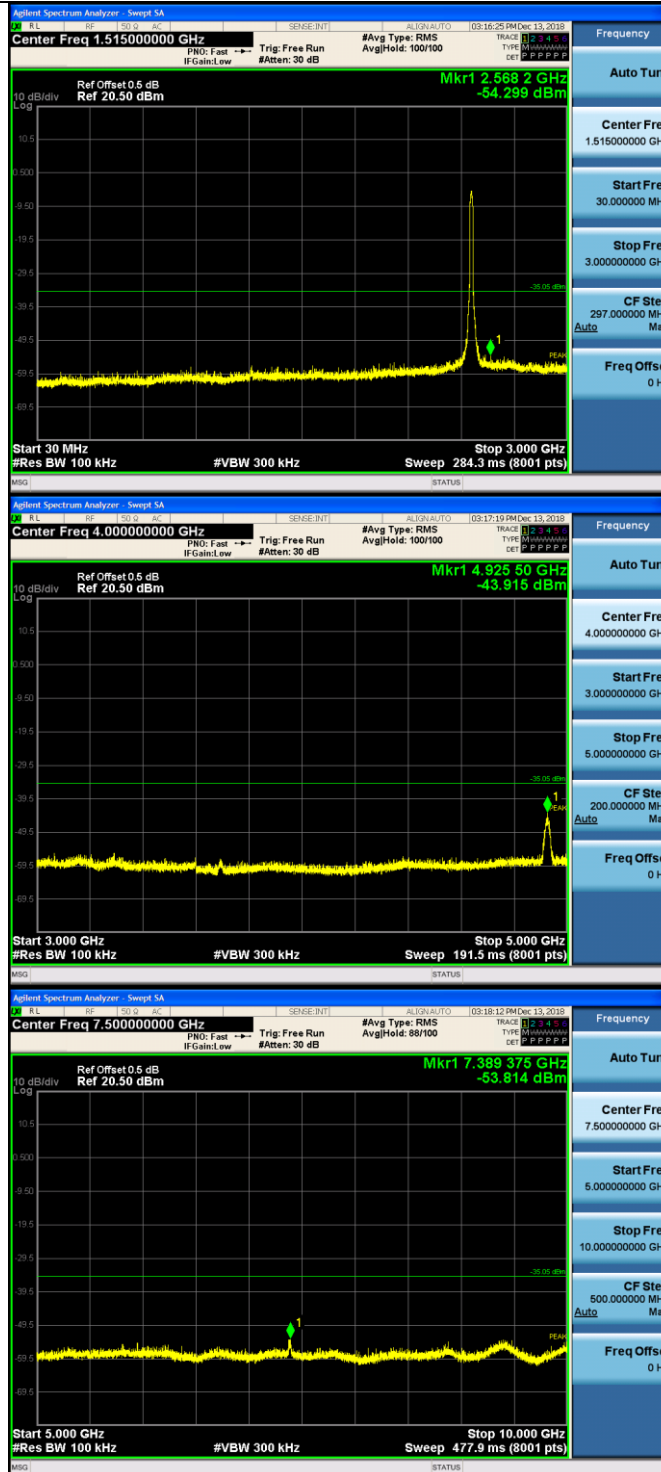 Agilent Spectrum Analyzer - Swept SA
RL RF 50 Ω AC SENSE:INT ALIGNAUTO 03:16:25 PM Dec 13, 2018
Center Freq 1.515000000 GHz #Avg Type: RMS TRACE 1 2 3 4 5 6 Frequency
PNO: Fast Trig: Free Run Avg|Hold: 100/100 TYPE M
IFGain:Low #Atten: 30 dB DET P P P P P P
Auto Tun
Mkr1 2.568 2 GHz
Ref Offset 0.5 dB
10 dB/div Ref 20.50 dBm -54.299 dBm
Log
Center Fre
1.515000000 GH
10.5
0.500
Start Fre
30.000000 MH
-9.50
-19.5
Stop Fre
3.000000000 GH
-29.5
-35.05 dBm
CF Ste
297.000000 MH
Auto Ma
-39.5
-49.5
1
PEAK
Freq Offse
0 H
-59.5
-69.5
Start 30 MHz Stop 3.000 GHz
#Res BW 100 kHz #VBW 300 kHz Sweep 284.3 ms (8001 pts)
MSG STATUS
Agilent Spectrum Analyzer - Swept SA
RL RF 50 Ω AC SENSE:INT ALIGNAUTO 03:17:19 PM Dec 13, 2018
Center Freq 4.000000000 GHz #Avg Type: RMS TRACE 1 2 3 4 5 6 Frequency
PNO: Fast Trig: Free Run Avg|Hold: 100/100 TYPE M
IFGain:Low #Atten: 30 dB DET P P P P P P
Auto Tun
Mkr1 4.925 50 GHz
Ref Offset 0.5 dB
10 dB/div Ref 20.50 dBm -43.915 dBm
Log
Center Fre
4.000000000 GH
10.5
0.500
Start Fre
3.000000000 GH
-9.50
-19.5
Stop Fre
5.000000000 GH
-29.5
-35.05 dBm
CF Ste
200.000000 MH
Auto Ma
-39.5
1
PEAK
-49.5
Freq Offse
0 H
-59.5
-69.5
Start 3.000 GHz Stop 5.000 GHz
#Res BW 100 kHz #VBW 300 kHz Sweep 191.5 ms (8001 pts)
MSG STATUS
Agilent Spectrum Analyzer - Swept SA
RL RF 50 Ω AC SENSE:INT ALIGNAUTO 03:18:12 PM Dec 13, 2018
Center Freq 7.500000000 GHz #Avg Type: RMS TRACE 1 2 3 4 5 6 Frequency
PNO: Fast Trig: Free Run Avg|Hold: 88/100 TYPE M
IFGain:Low #Atten: 30 dB DET P P P P P P
Auto Tun
Mkr1 7.389 375 GHz
Ref Offset 0.5 dB
10 dB/div Ref 20.50 dBm -53.814 dBm
Log
Center Fre
7.500000000 GH
10.5
0.500
Start Fre
5.000000000 GH
-9.50
-19.5
Stop Fre
10.000000000 GH
-29.5
-35.05 dBm
CF Ste
500.000000 MH
Auto Ma
-39.5
1
-49.5
PEAK
Freq Offse
0 H
-59.5
-69.5
Start 5.000 GHz Stop 10.000 GHz
#Res BW 100 kHz #VBW 300 kHz Sweep 477.9 ms (8001 pts)
MSG STATUS